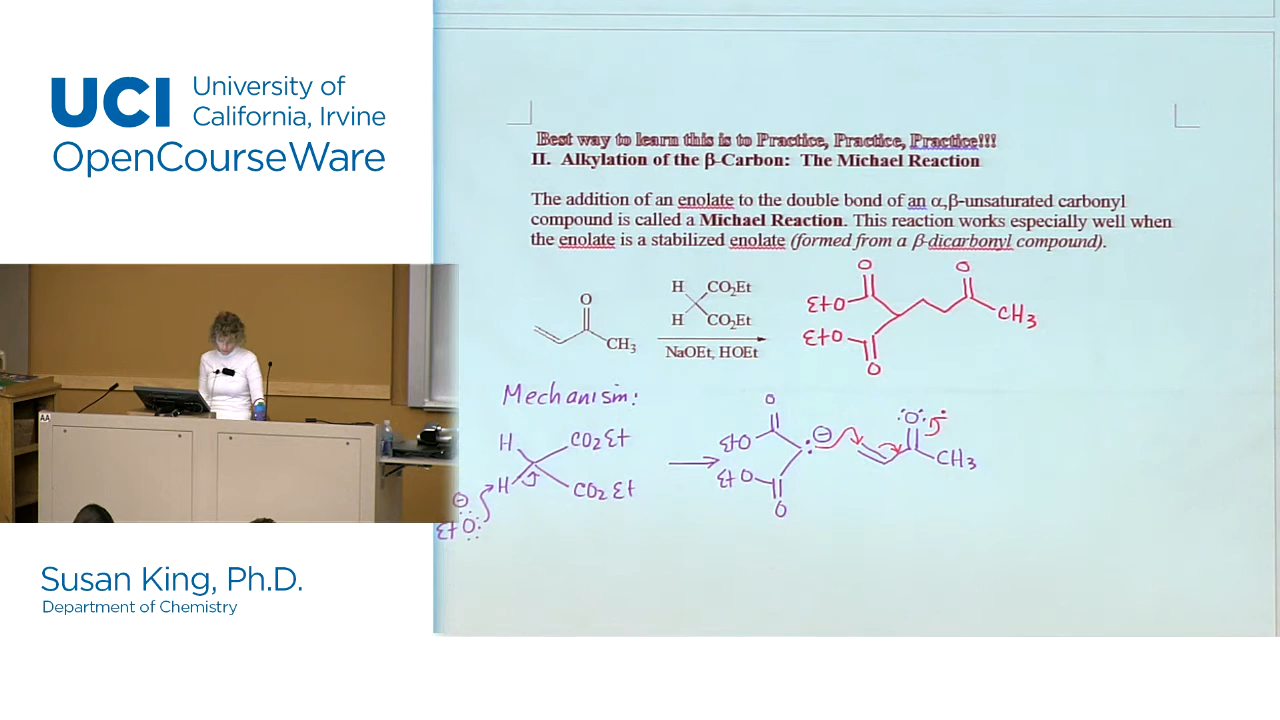 UCI University of
California, Irvine
OpenCourseWare
Best way to learn this is to Practice, Practice, Practice!!!
II. Alkylation of the β-Carbon: The Michael Reaction
The addition of an enolate to the double bond of an α,β-unsaturated carbonyl
compound is called a Michael Reaction. This reaction works especially well when
the enolate is a stabilized enolate (formed from a β-dicarbonyl compound).
O
CH3
H CO2Et
H CO2Et
NaOEt, HOEt
O O
EtO
CH3
EtO
O
Mechanism:
H CO2Et
H CO2Et
⊖
EtO:
O
EtO
EtO
O
⊖
:O:
CH3
AA
Susan King, Ph.D.
Department of Chemistry